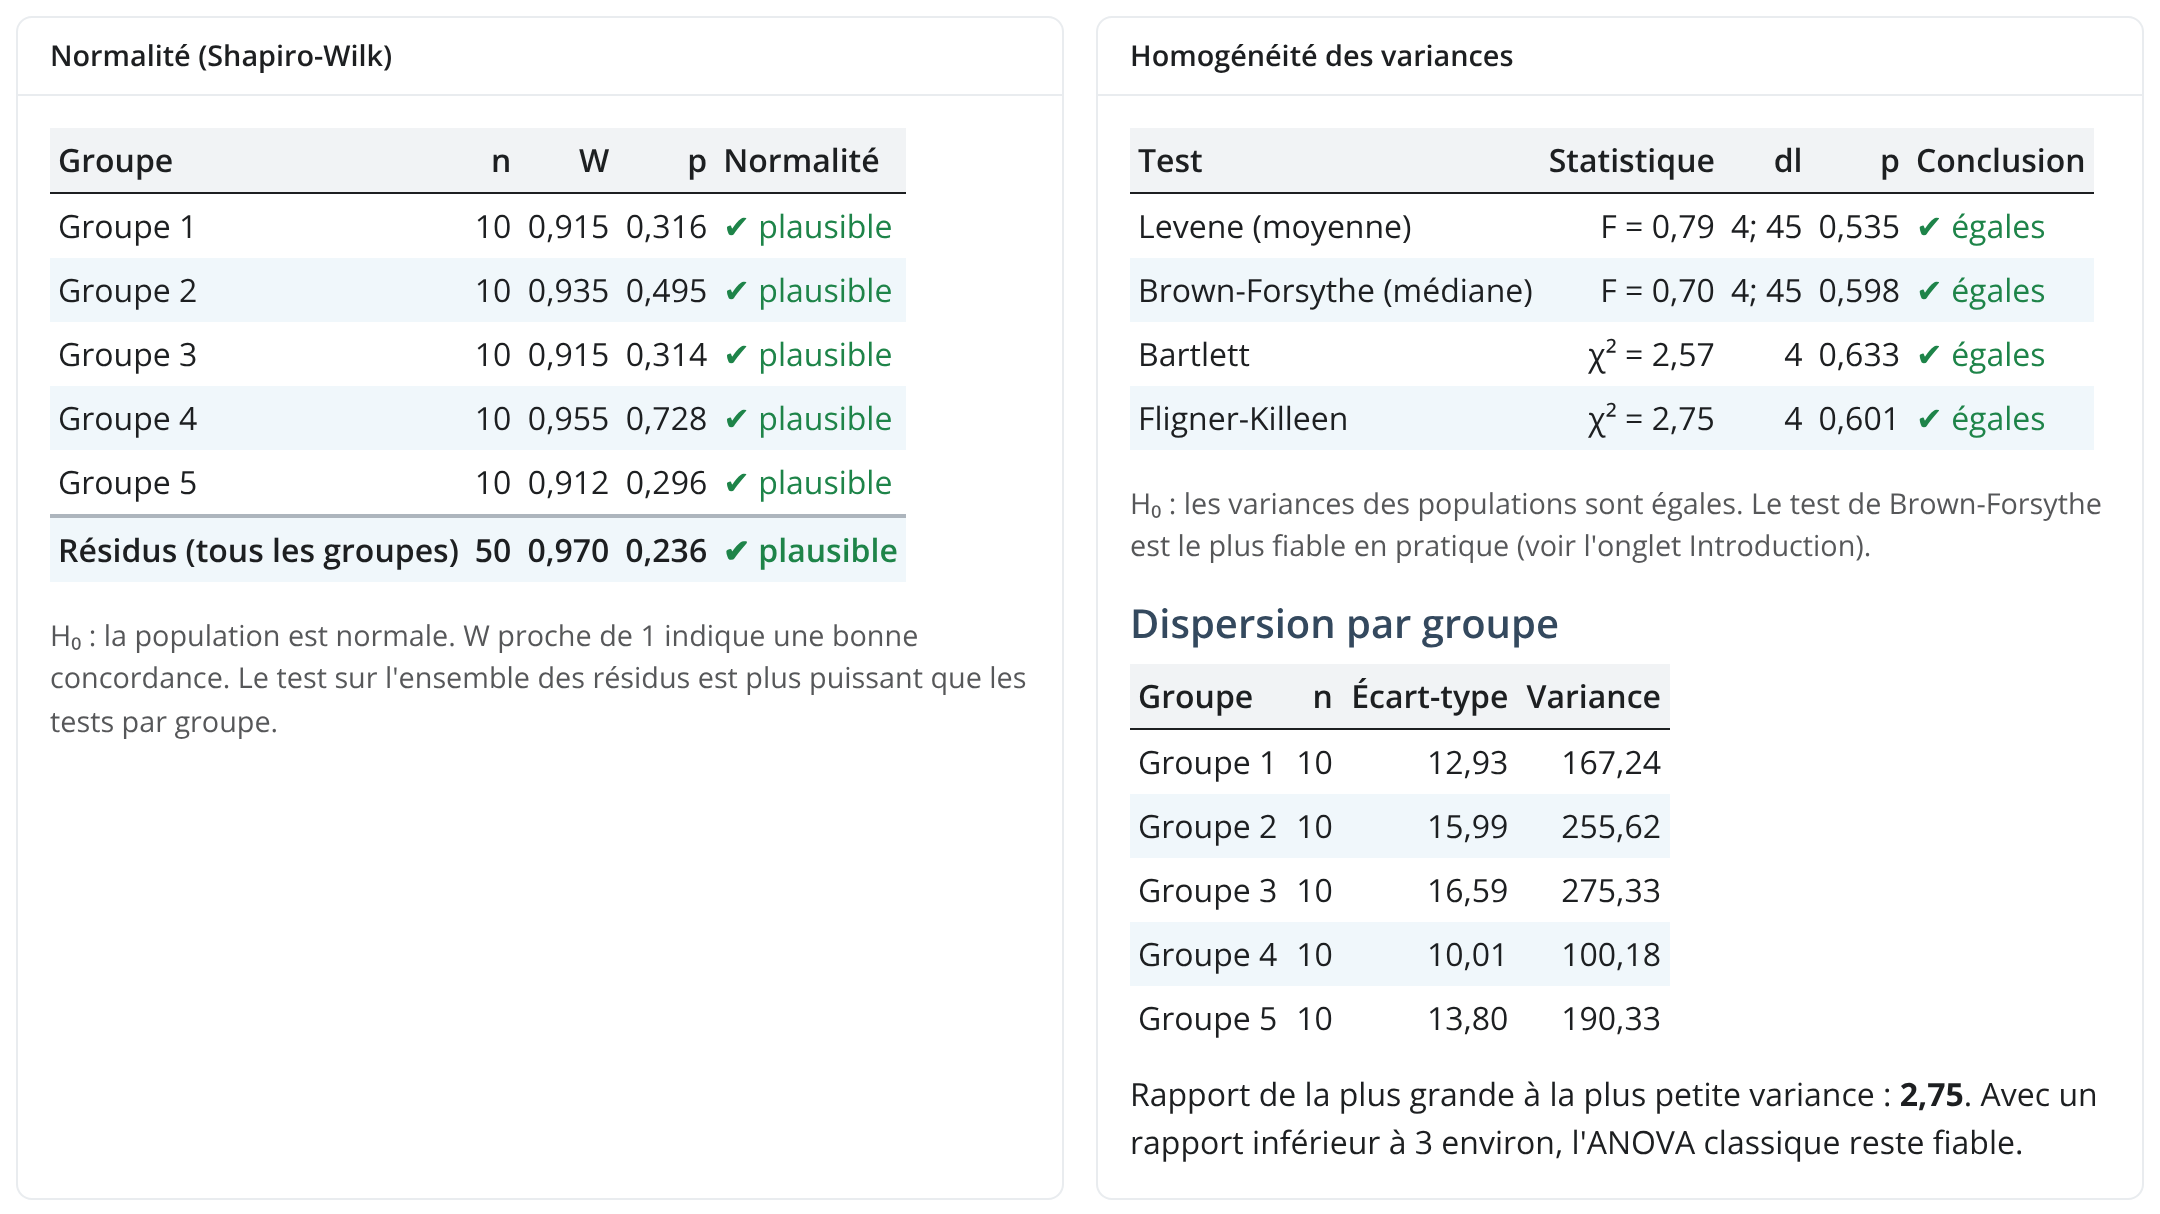 Normalité (Shapiro-Wilk)
Groupe n W p Normalité
Groupe 1 10 0,915 0,316 ✔ plausible
Groupe 2 10 0,935 0,495 ✔ plausible
Groupe 3 10 0,915 0,314 ✔ plausible
Groupe 4 10 0,955 0,728 ✔ plausible
Groupe 5 10 0,912 0,296 ✔ plausible
Résidus (tous les groupes) 50 0,970 0,236 ✔ plausible
H₀ : la population est normale. W proche de 1 indique une bonne
concordance. Le test sur l'ensemble des résidus est plus puissant que les
tests par groupe.
Homogénéité des variances
Test Statistique dl p Conclusion
Levene (moyenne) F = 0,79 4; 45 0,535 ✔ égales
Brown-Forsythe (médiane) F = 0,70 4; 45 0,598 ✔ égales
Bartlett χ² = 2,57 4 0,633 ✔ égales
Fligner-Killeen χ² = 2,75 4 0,601 ✔ égales
H₀ : les variances des populations sont égales. Le test de Brown-Forsythe
est le plus fiable en pratique (voir l'onglet Introduction).
Dispersion par groupe
Groupe n Écart-type Variance
Groupe 1 10 12,93 167,24
Groupe 2 10 15,99 255,62
Groupe 3 10 16,59 275,33
Groupe 4 10 10,01 100,18
Groupe 5 10 13,80 190,33
Rapport de la plus grande à la plus petite variance : 2,75. Avec un
rapport inférieur à 3 environ, l'ANOVA classique reste fiable.